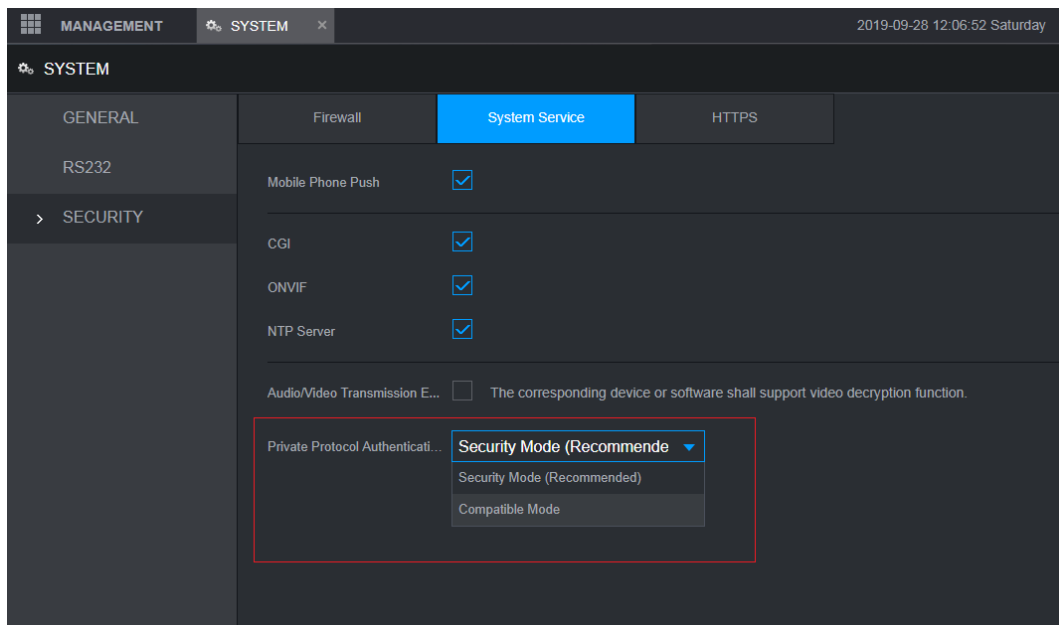 MANAGEMENT SYSTEM × 2019-09-28 12:06:52 Saturday
SYSTEM
GENERAL
RS232
SECURITY
Firewall System Service HTTPS
Mobile Phone Push
CGI
ONVIF
NTP Server
Audio/Video Transmission E... The corresponding device or software shall support video decryption function.
Private Protocol Authenticati... Security Mode (Recommende
Security Mode (Recommended)
Compatible Mode